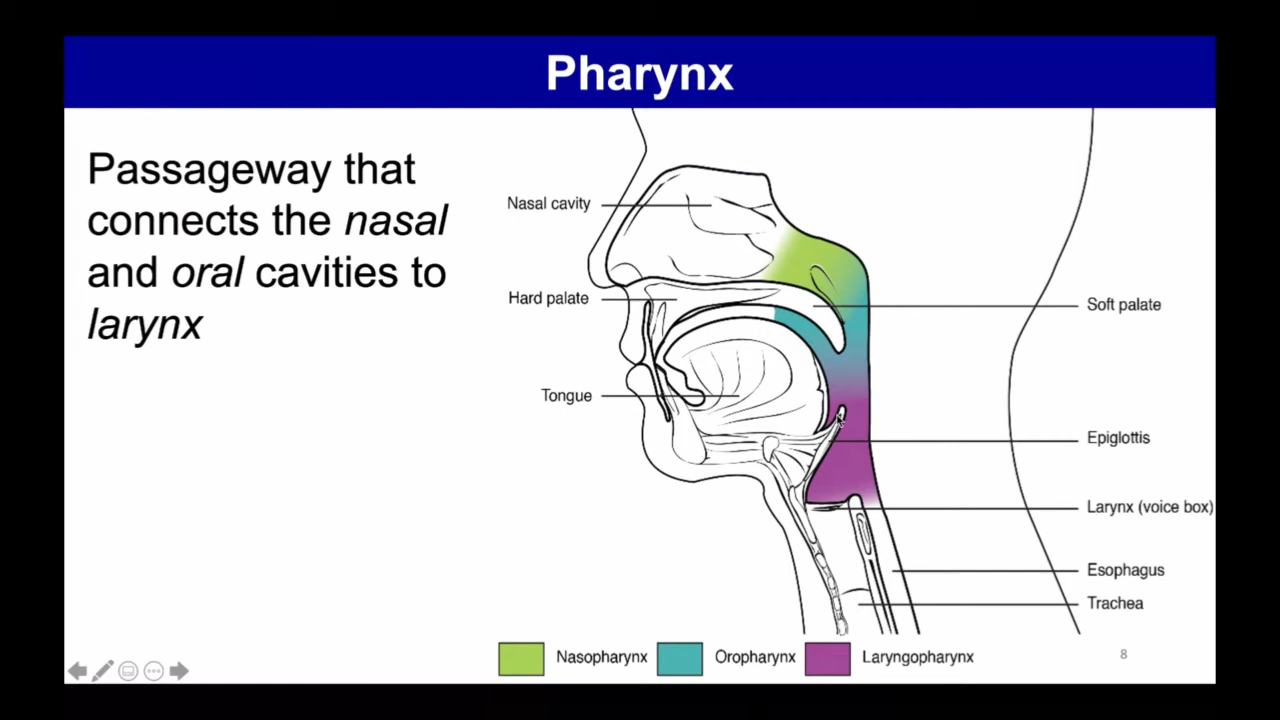 Pharynx
Passageway that
connects the nasal
and oral cavities to
larynx
Nasal cavity
Hard palate
Tongue
Soft palate
Epiglottis
Larynx (voice box)
Esophagus
Trachea
Nasopharynx
Oropharynx
Laryngopharynx
8